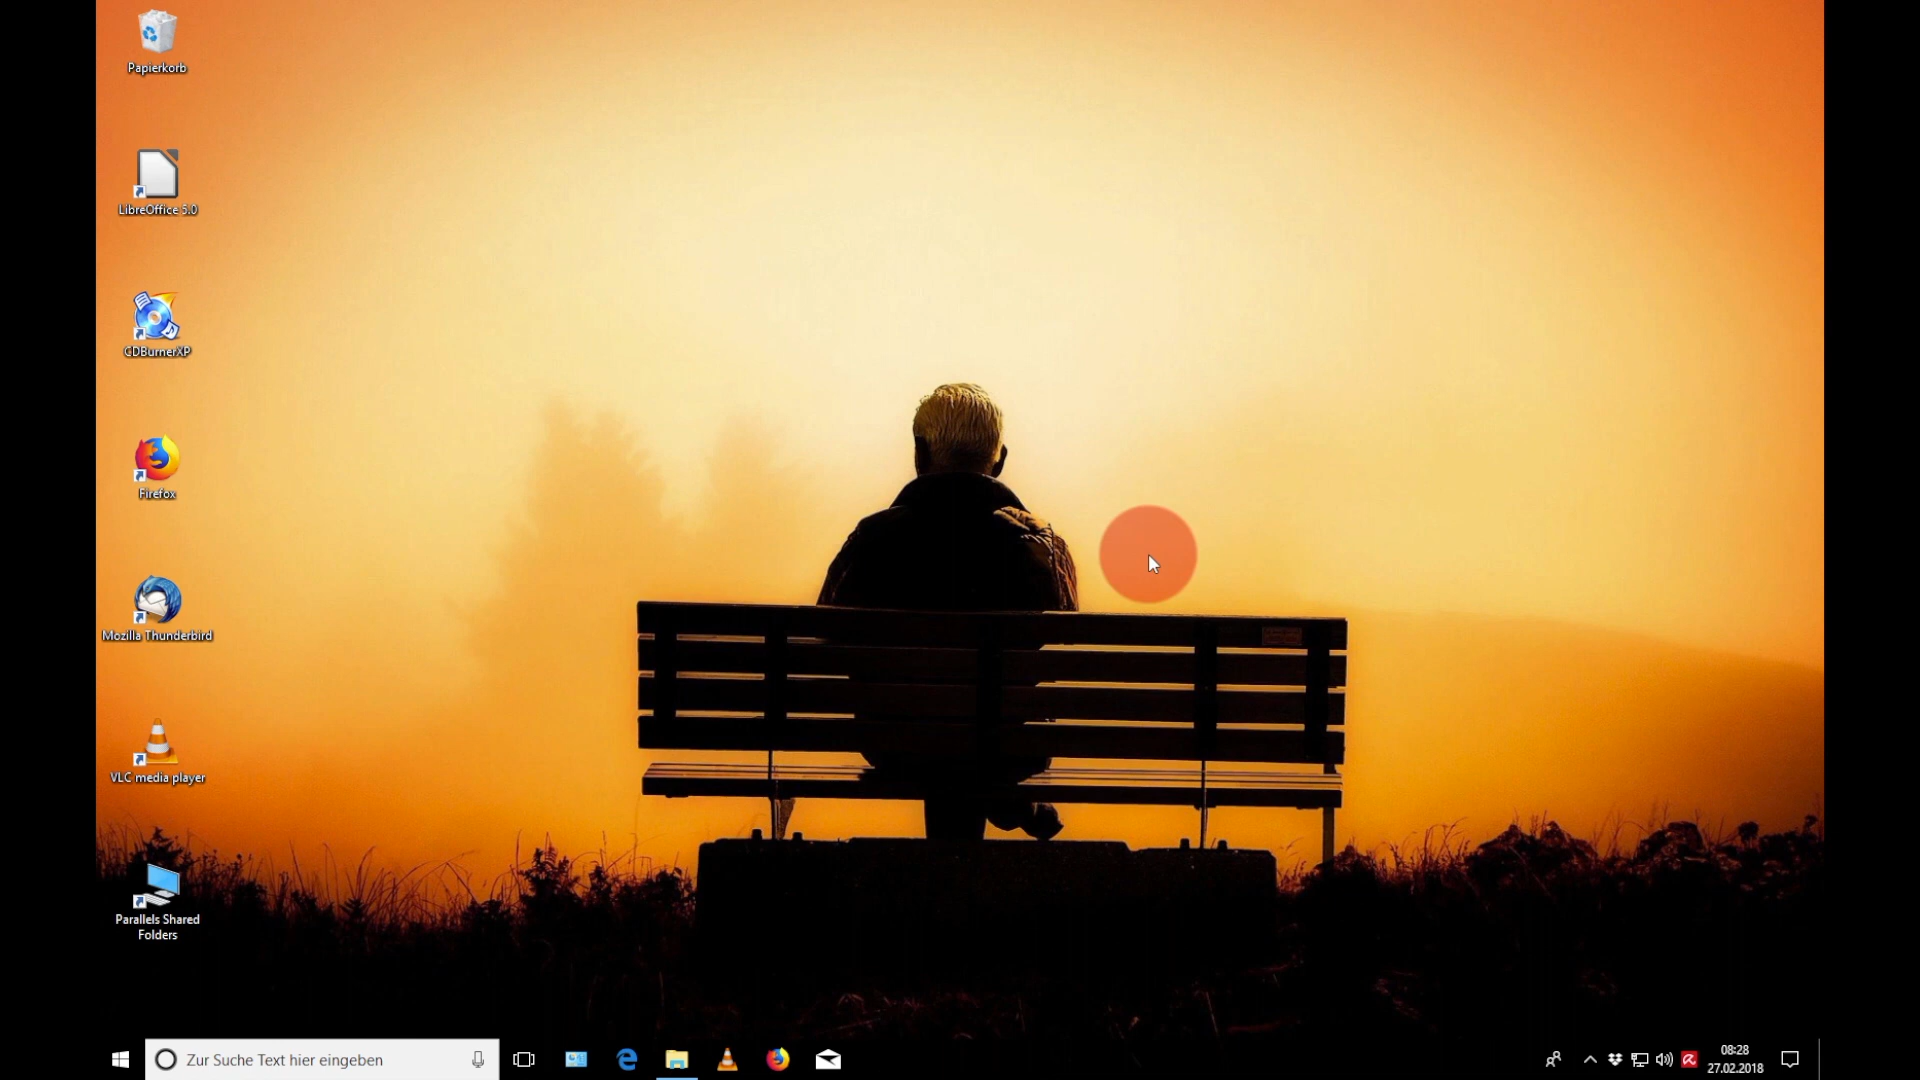 Papierkorb
LibreOffice 5.0
CDBurnerXP
Firefox
Mozilla Thunderbird
VLC media player
Parallels Shared
Folders
Zur Suche Text hier eingeben
08:28
27.02.2018